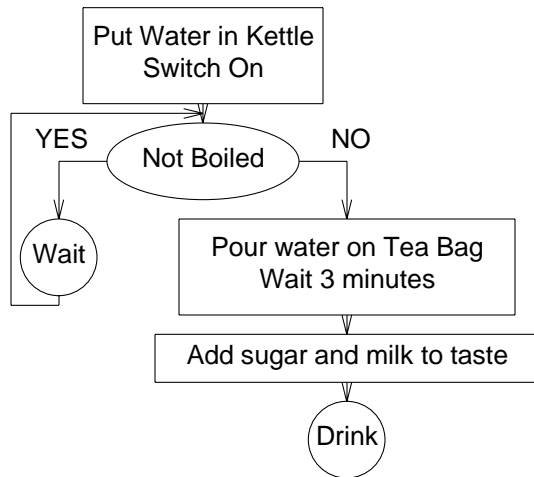 Put Water in Kettle
Switch On
YES
NO
Not Boiled
Wait
Pour water on Tea Bag
Wait 3 minutes
Add sugar and milk to taste
Drink